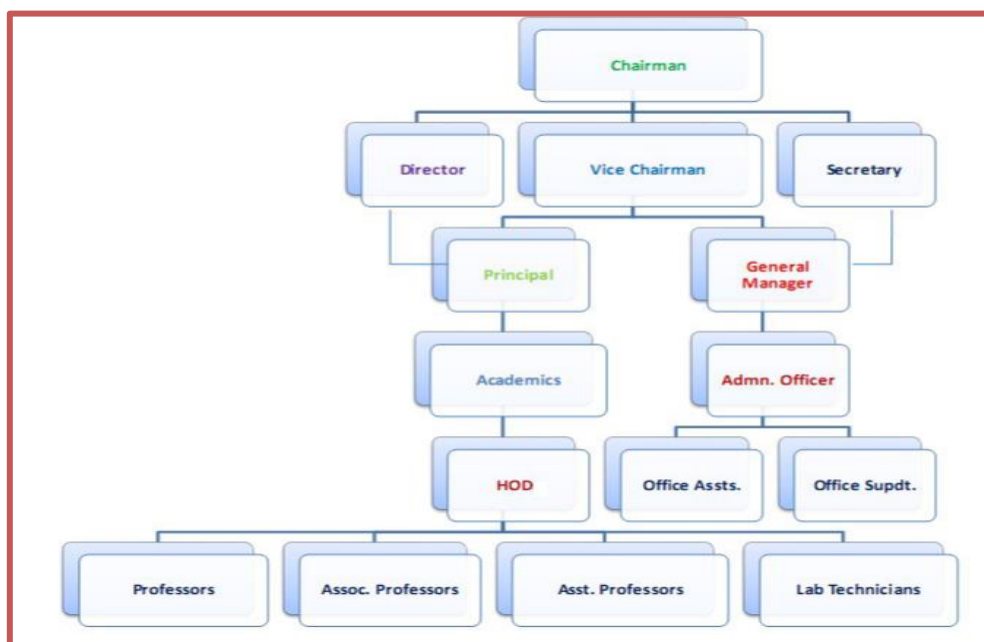 Chairman
Director
Vice Chairman
Secretary
Principal
General
Manager
Academics
Admn. Officer
HOD
Office Assts.
Office Supdt.
Professors
Assoc. Professors
Asst. Professors
Lab Technicians